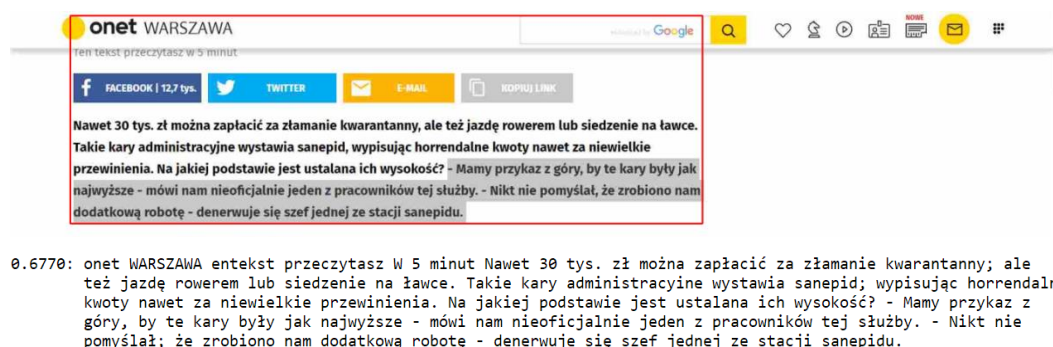 onet WARSZAWA
Google
NOWE
Ten tekst przeczytasz w 5 minut
FACEBOOK | 12,7 tys.
TWITTER
E-MAIL
KOPIUJ LINK
Nawet 30 tys. zł można zapłacić za złamanie kwarantanny, ale też jazdę rowerem lub siedzenie na ławce.
Takie kary administracyjne wystawia sanepid, wypisując horrendalne kwoty nawet za niewielkie
przewinienia. Na jakiej podstawie jest ustalana ich wysokość? - Mamy przykaz z góry, by te kary były jak
najwyższe - mówi nam nieoficjalnie jeden z pracowników tej służby. - Nikt nie pomyślał, że zrobiono nam
dodatkową robotę - denerwuje się szef jednej ze stacji sanepidu.
0.6770: onet WARSZAWA entekst przeczytasz W 5 minut Nawet 30 tys. zł można zapłacić za złamanie kwarantanny; ale
też jazdę rowerem lub siedzenie na ławce. Takie kary administracyjne wystawia sanepid; wypisując horrendaln
kwoty nawet za niewielkie przewinienia. Na jakiej podstawie jest ustalana ich wysokość? - Mamy przykaz z
góry, by te kary były jak najwyższe - mówi nam nieoficjalnie jeden z pracowników tej służby. - Nikt nie
pomyślał; że zrobiono nam dodatkową robotę - denerwuje się szef jednej ze stacji sanepidu.